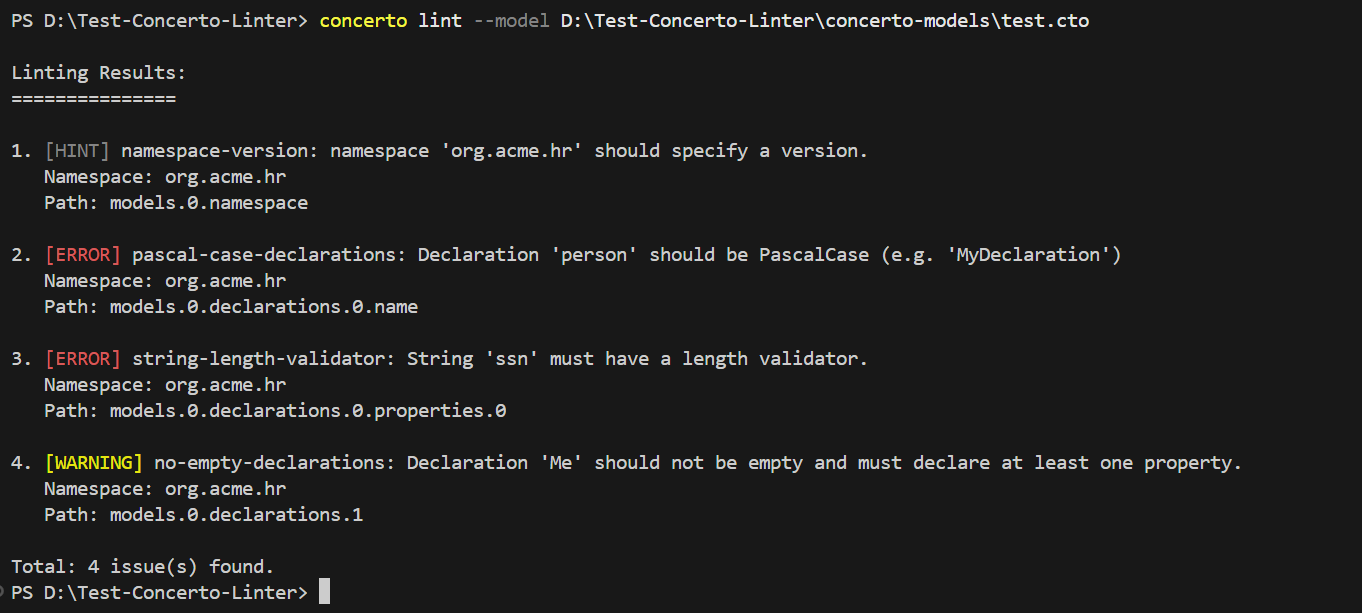 PS D:\Test-Concerto-Linter> concerto lint --model D:\Test-Concerto-Linter\concerto-models\test.cto
Linting Results:
===============
1. [HINT] namespace-version: namespace 'org.acme.hr' should specify a version.
Namespace: org.acme.hr
Path: models.0.namespace
2. [ERROR] pascal-case-declarations: Declaration 'person' should be PascalCase (e.g. 'MyDeclaration')
Namespace: org.acme.hr
Path: models.0.declarations.0.name
3. [ERROR] string-length-validator: String 'ssn' must have a length validator.
Namespace: org.acme.hr
Path: models.0.declarations.0.properties.0
4. [WARNING] no-empty-declarations: Declaration 'Me' should not be empty and must declare at least one property.
Namespace: org.acme.hr
Path: models.0.declarations.1
Total: 4 issue(s) found.
PS D:\Test-Concerto-Linter>